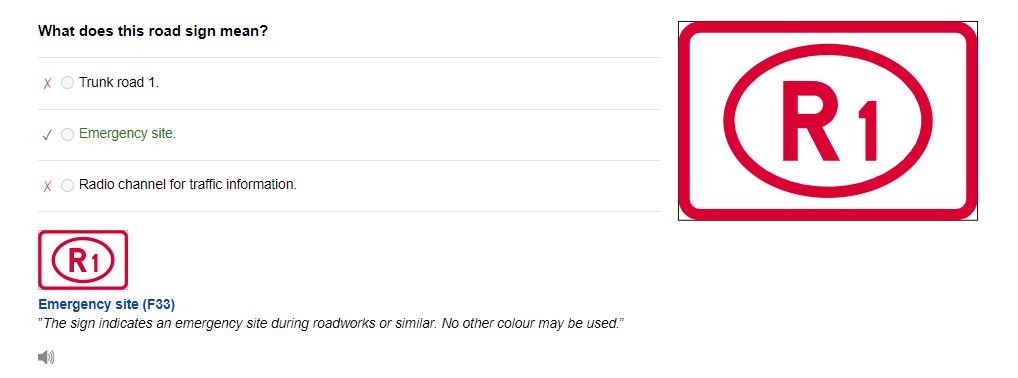 What does this road sign mean?
Trunk road 1.
Emergency site.
Radio channel for traffic information.
R1
R1
Emergency site (F33)
"The sign indicates an emergency site during roadworks or similar. No other colour may be used."